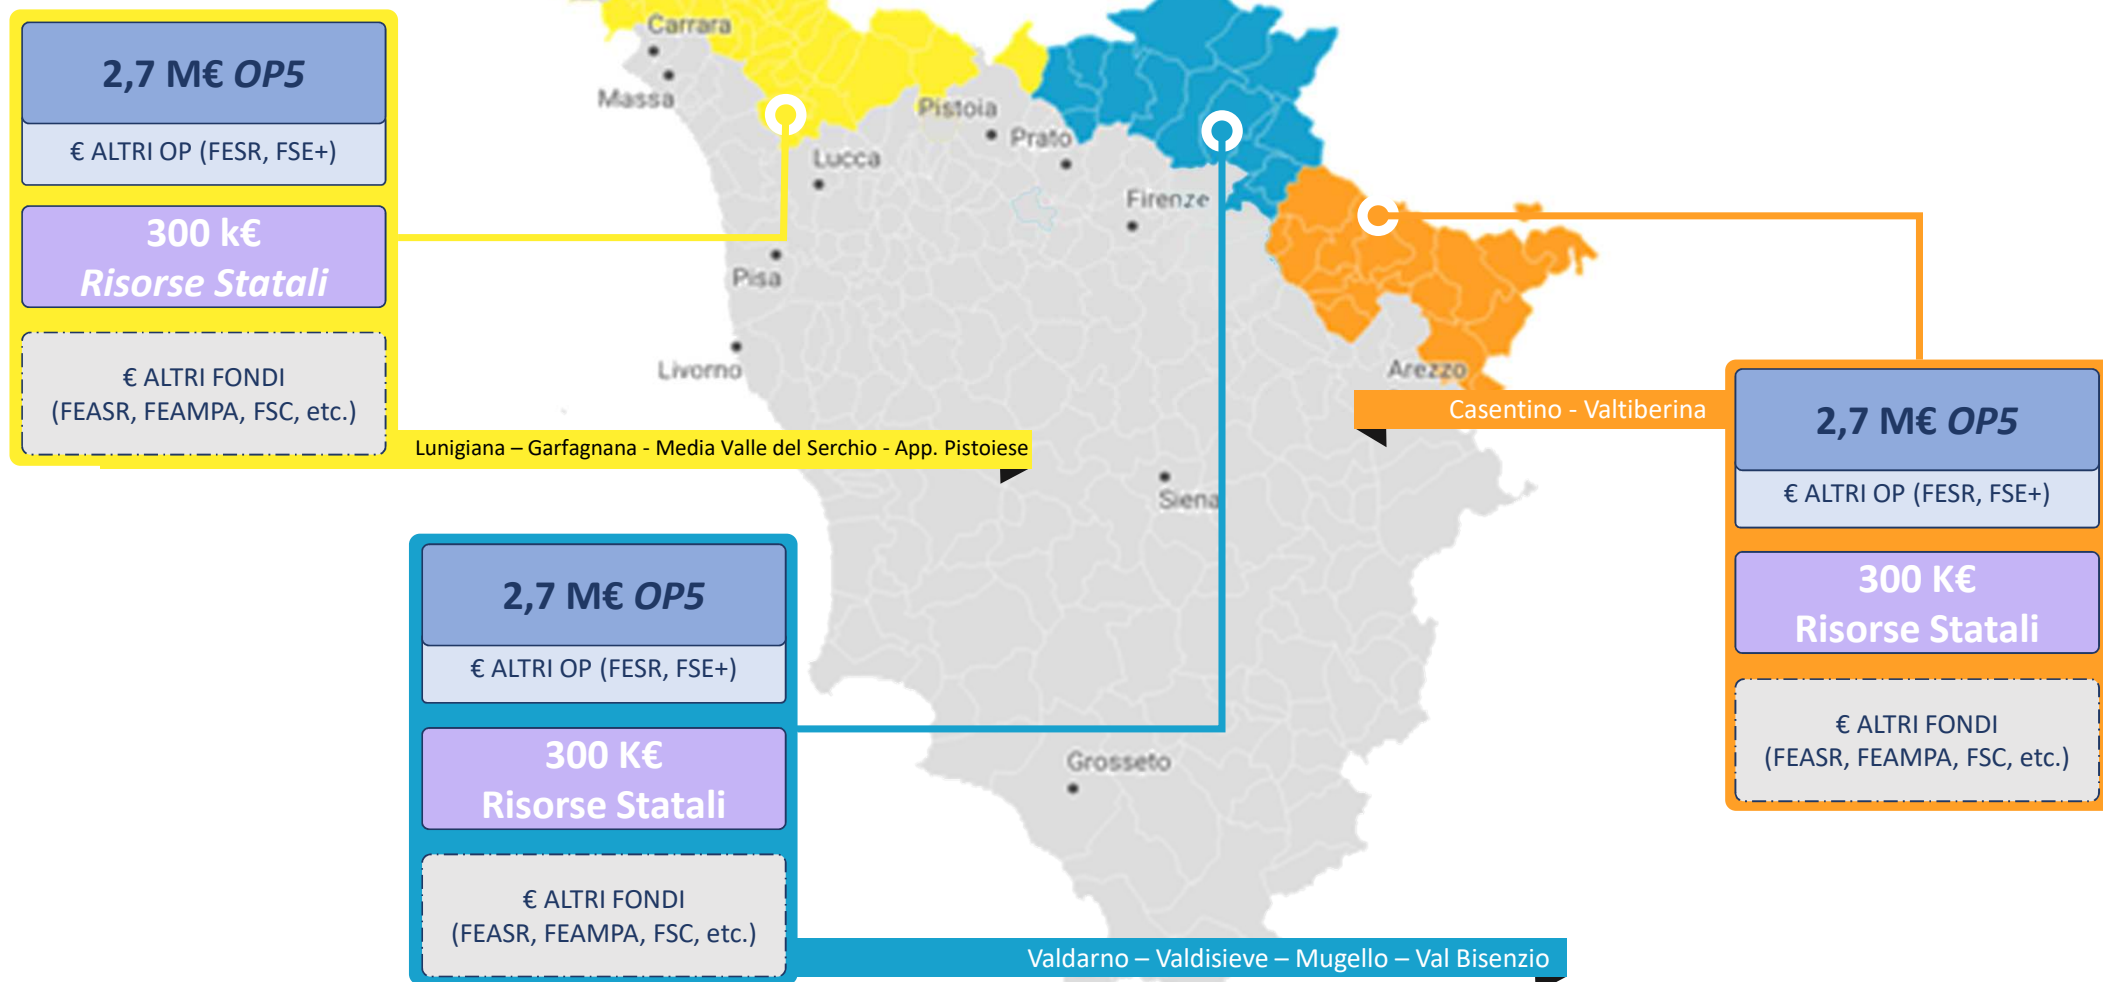 2,7 M€ OP5
€ ALTRI OP (FESR, FSE+)
300 k€
Risorse Statali
€ ALTRI FONDI
(FEASR, FEAMPA, FSC, etc.)
Lunigiana – Garfagnana - Media Valle del Serchio - App. Pistoiese
Carrara
Massa
Pistoia
Prato
Lucca
Firenze
Pisa
Livorno
Arezzo
Siena
Grosseto
Casentino - Valtiberina
2,7 M€ OP5
€ ALTRI OP (FESR, FSE+)
300 K€
Risorse Statali
€ ALTRI FONDI
(FEASR, FEAMPA, FSC, etc.)
2,7 M€ OP5
€ ALTRI OP (FESR, FSE+)
300 K€
Risorse Statali
€ ALTRI FONDI
(FEASR, FEAMPA, FSC, etc.)
Valdarno – Valdisieve – Mugello – Val Bisenzio